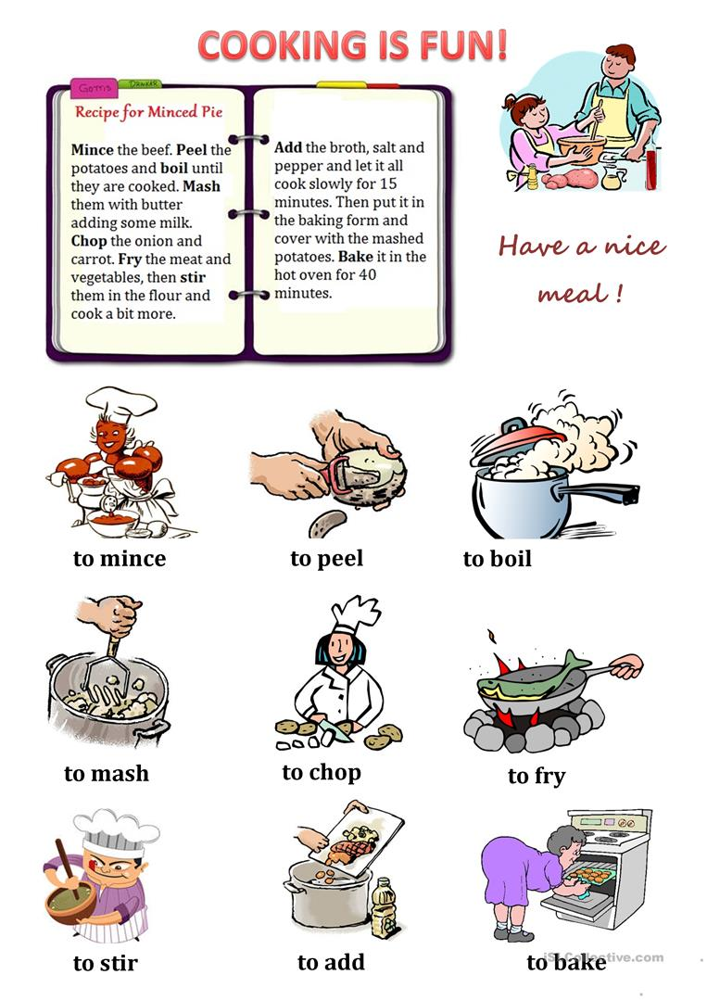 COOKING IS FUN!
Goms
Drinkar
Recipe for Minced Pie
Mince the beef. Peel the
potatoes and boil until
they are cooked. Mash
them with butter
adding some milk.
Chop the onion and
carrot. Fry the meat and
vegetables, then stir
them in the flour and
cook a bit more.
Add the broth, salt and
pepper and let it all
cook slowly for 15
minutes. Then put it in
the baking form and
cover with the mashed
potatoes. Bake it in the
hot oven for 40
minutes.
Have a nice
meal !
to mince
to peel
to boil
to mash
to chop
to fry
to stir
to add
to bake
iSLCollective.com